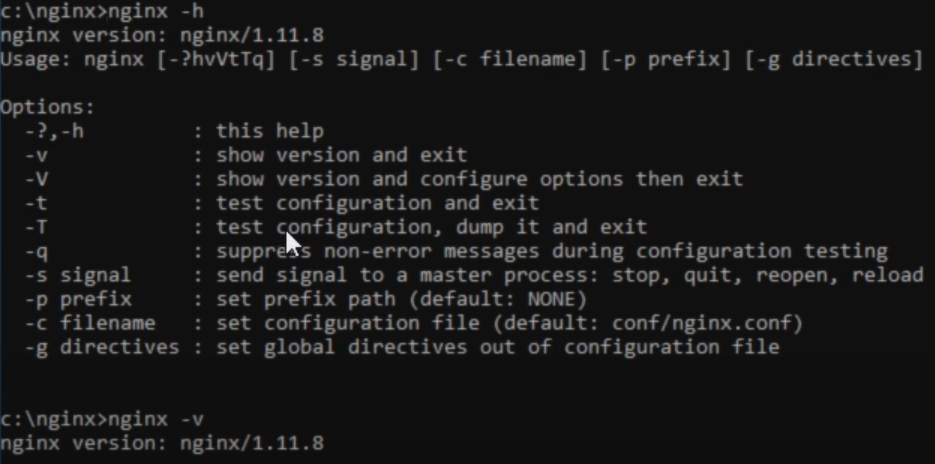 c:\nginx>nginx -h
nginx version: nginx/1.11.8
Usage: nginx [-?hvVtTq] [-s signal] [-c filename] [-p prefix] [-g directives]
Options:
-?,-h : this help
-v : show version and exit
-V : show version and configure options then exit
-t : test configuration and exit
-T : test configuration, dump it and exit
-q : suppress non-error messages during configuration testing
-s signal : send signal to a master process: stop, quit, reopen, reload
-p prefix : set prefix path (default: NONE)
-c filename : set configuration file (default: conf/nginx.conf)
-g directives : set global directives out of configuration file
c:\nginx>nginx -v
nginx version: nginx/1.11.8